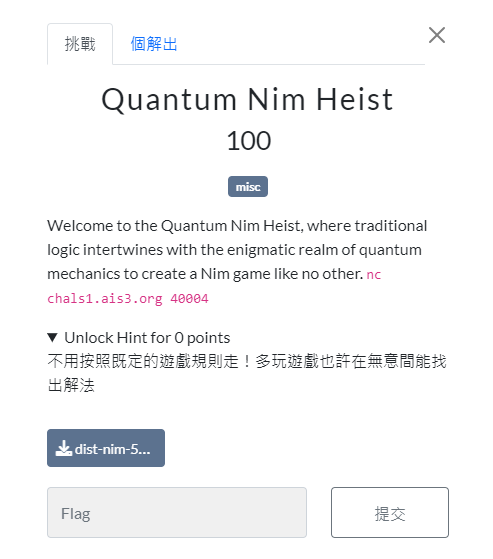 挑戰
個解出
Quantum Nim Heist
100
misc
Welcome to the Quantum Nim Heist, where traditional
logic intertwines with the enigmatic realm of quantum
mechanics to create a Nim game like no other. nc
chals1.ais3.org 40004
▼ Unlock Hint for 0 points
不用按照既定的遊戲規則走！多玩遊戲也許在無意間能找
出解法
dist-nim-5...
Flag
提交